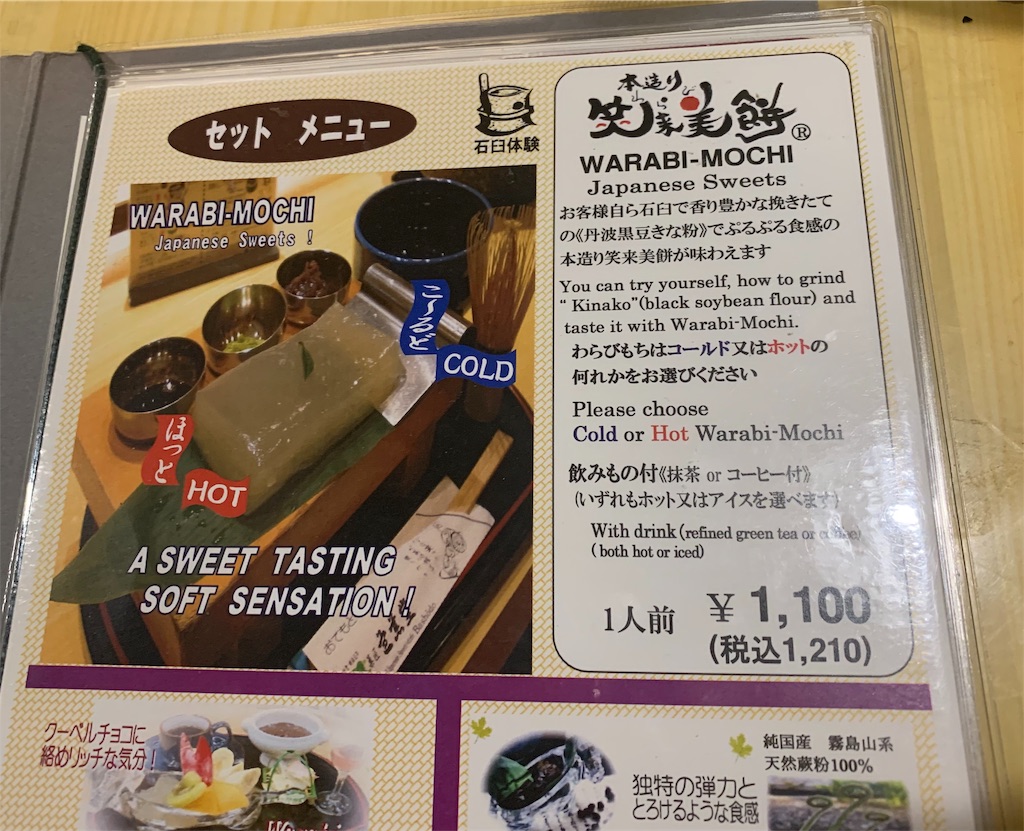 セット メニュー
石臼体験
本造り
笑来美餅®
わらび
WARABI-MOCHI
Japanese Sweets
お客様自ら石臼で香り豊かな挽きたて
の《丹波黒豆きな粉》でぷるぷる食感の
本造り笑来美餅が味わえます
You can try yourself, how to grind
“ Kinako”(black soybean flour) and
taste it with Warabi-Mochi.
わらびもちはコールド又はホットの
何れかをお選びください
Please choose
Cold or Hot Warabi-Mochi
飲みもの付《抹茶 or コーヒー付》
(いずれもホット又はアイスを選べます)
With drink (refined green tea or coffee)
( both hot or iced)
1人前 ￥ 1,100
(税込1,210)
WARABI-MOCHI
Japanese Sweets !
こーるど
COLD
ほっと
HOT
A SWEET TASTING
SOFT SENSATION !
クーベルチョコに
絡めリッチな気分！
独特の弾力と
とろけるような食感
純国産 霧島山系
天然蕨粉100%